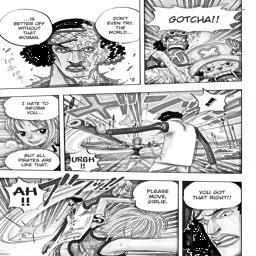 ...IS
BETTER OFF
WITHOUT
THAT
WOMAN.
DON'T
EVEN TRY.
THE
WORLD...
GOTCHA!!
I HATE TO
INFORM
YOU...
BUT ALL
PIRATES ARE
LIKE THAT.
URGH
!!
AH
!!
PLEASE
MOVE,
GIRLIE.
YOU GOT
THAT RIGHT!!